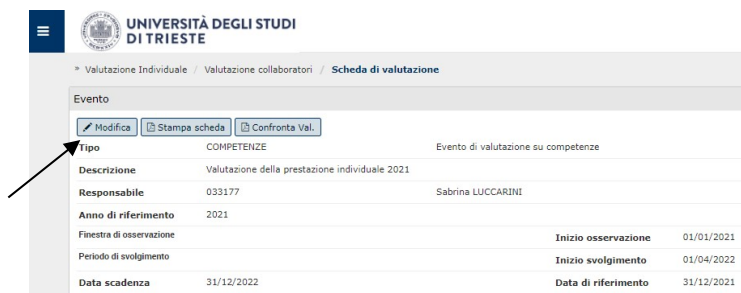 UNIVERSITÀ DEGLI STUDI
DI TRIESTE
» Valutazione Individuale / Valutazione collaboratori / Scheda di valutazione
Evento
Modifica Stampa scheda Confronta Val.
Tipo COMPETENZE Evento di valutazione su competenze
Descrizione Valutazione della prestazione individuale 2021
Responsabile 033177 Sabrina LUCCARINI
Anno di riferimento 2021
Finestra di osservazione Inizio osservazione 01/01/2021
Periodo di svolgimento Inizio svolgimento 01/04/2022
Data scadenza 31/12/2022 Data di riferimento 31/12/2021